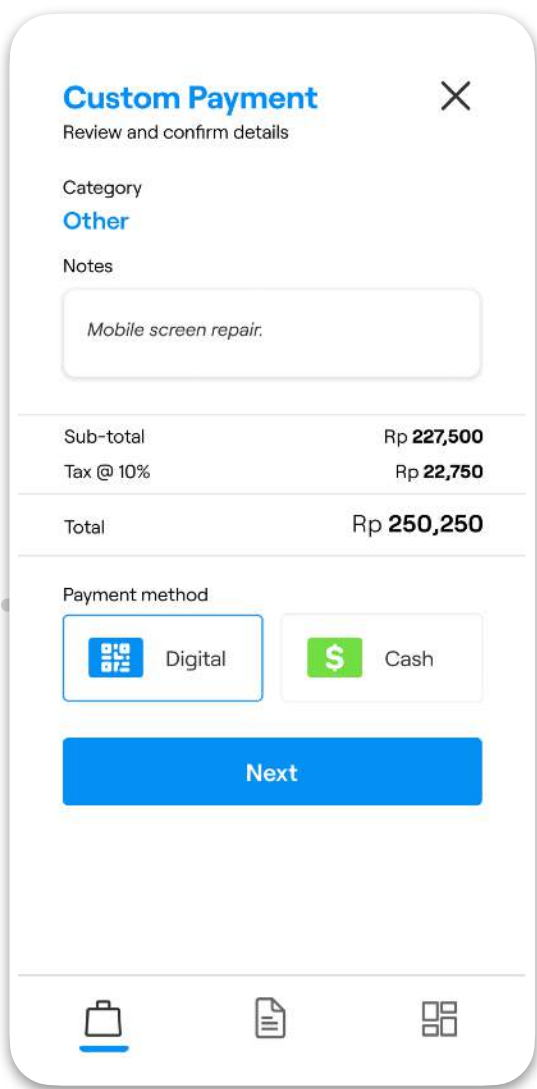 Custom Payment
Review and confirm details
Category
Other
Notes
Mobile screen repair.
Sub-total Rp 227,500
Tax @ 10% Rp 22,750
Total Rp 250,250
Payment method
Digital $ Cash
Next